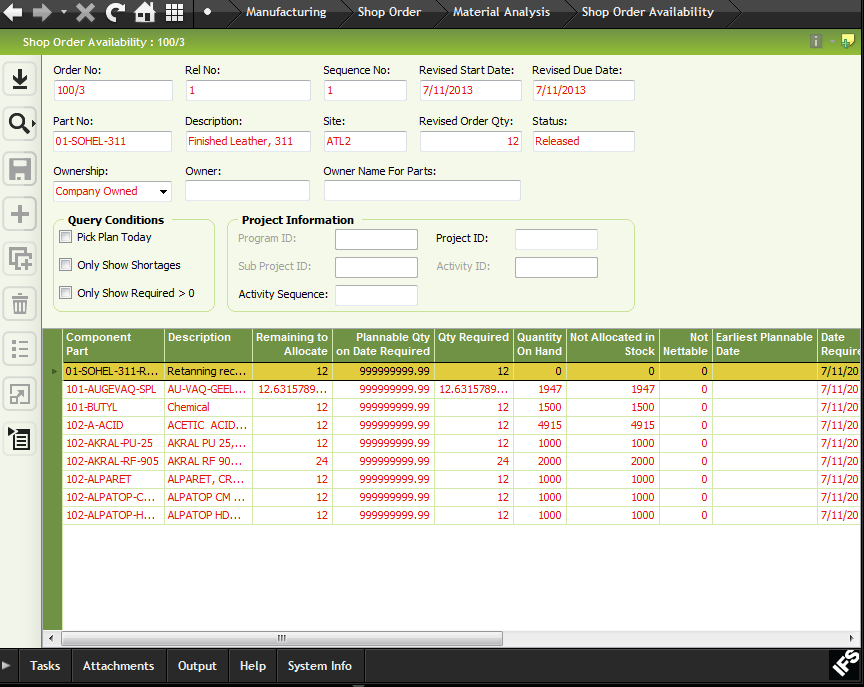 Manufacturing Shop Order Material Analysis Shop Order Availability
Shop Order Availability : 100/3
Order No: Rel No: Sequence No: Revised Start Date: Revised Due Date:
100/3 1 1 7/11/2013 7/11/2013
Part No: Description: Site: Revised Order Qty: Status:
01-SOHEL-311 Finished Leather, 311 ATL2 12 Released
Ownership: Owner: Owner Name For Parts:
Company Owned
Query Conditions Project Information
Pick Plan Today Program ID: Project ID:
Only Show Shortages Sub Project ID: Activity ID:
Only Show Required > 0 Activity Sequence:
Component Description Remaining to Plannable Qty Qty Required Quantity Not Allocated in Not Earliest Plannable Date
Part Allocate on Date Required On Hand Stock Nettable Date Require
01-SOHEL-311-R... Retanning rec... 12 999999999.99 12 0 0 0 7/11/20
101-AUGEVAQ-SPL AU-VAQ-GEEL... 12.6315789... 999999999.99 12.6315789... 1947 1947 0 7/11/20
101-BUTYL Chemical 12 999999999.99 12 1500 1500 0 7/11/20
102-A-ACID ACETIC ACID... 12 999999999.99 12 4915 4915 0 7/11/20
102-AKRAL-PU-25 AKRAL PU 25,... 12 999999999.99 12 1000 1000 0 7/11/20
102-AKRAL-RF-905 AKRAL RF 90... 24 999999999.99 24 2000 2000 0 7/11/20
102-ALPARET ALPARET, CR... 12 999999999.99 12 1000 1000 0 7/11/20
102-ALPATOP-C... ALPATOP CM ... 12 999999999.99 12 1000 1000 0 7/11/20
102-ALPATOP-H... ALPATOP HD... 12 999999999.99 12 1000 1000 0 7/11/20
Tasks Attachments Output Help System Info IFS